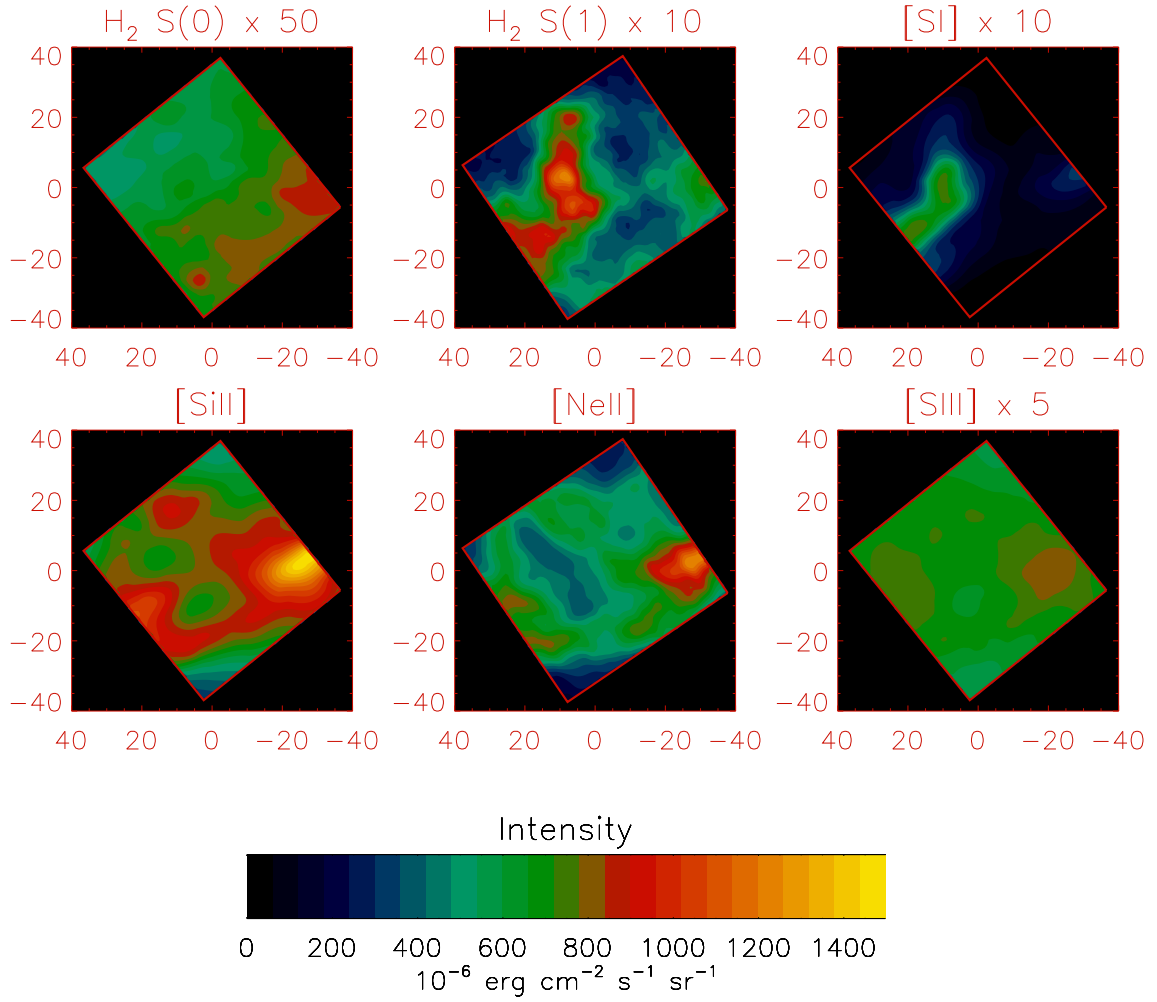 H₂ S(0) x 50 H₂ S(1) x 10 [SI] x 10
40 40 40
20 20 20
0 0 0
−20 −20 −20
−40 −40 −40
40 20 0 −20 −40 40 20 0 −20 −40 40 20 0 −20 −40
[SiII] [NeII] [SIII] x 5
40 40 40
20 20 20
0 0 0
−20 −20 −20
−40 −40 −40
40 20 0 −20 −40 40 20 0 −20 −40 40 20 0 −20 −40
Intensity
0 200 400 600 800 1000 1200 1400
10⁻⁶ erg cm⁻² s⁻¹ sr⁻¹